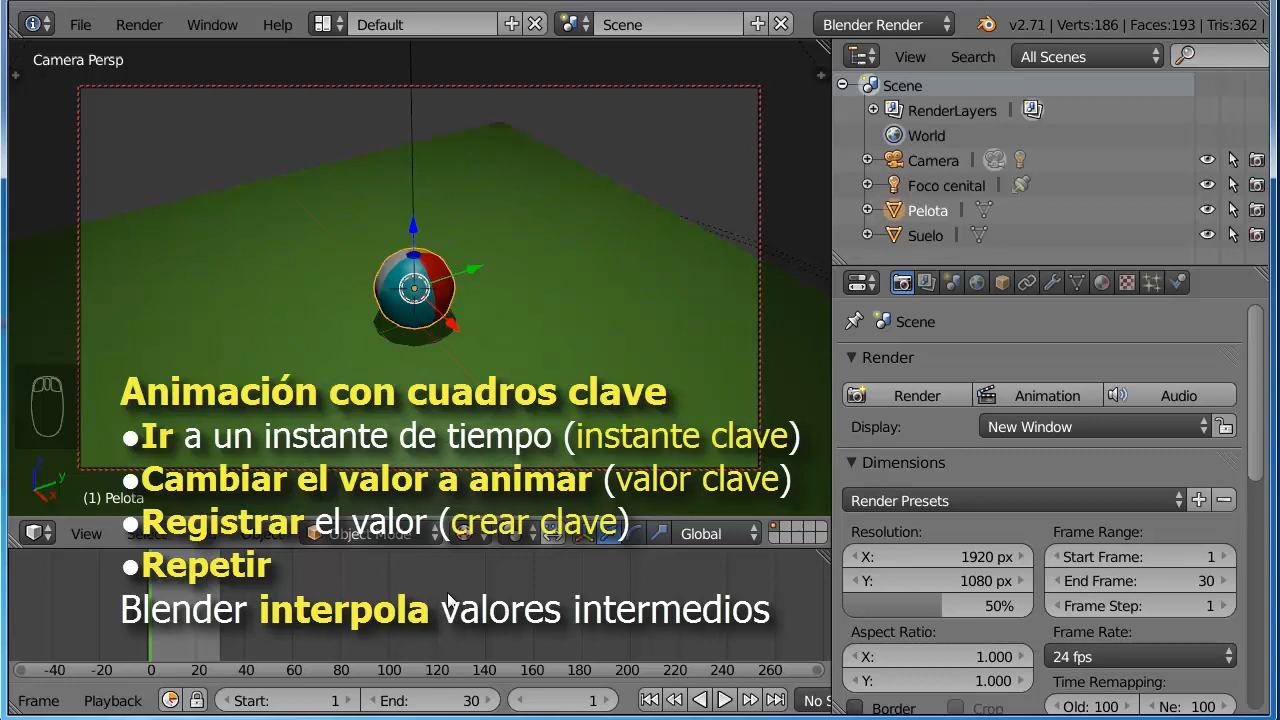 File Render Window Help Default Scene Blender Render v2.71 | Verts:186 | Faces:193 | Tris:362 |
Camera Persp
View Search All Scenes
Scene
RenderLayers
World
Camera
Foco cenital
Pelota
Suelo
Scene
Render
Render Animation Audio
Display: New Window
Dimensions
Render Presets
Resolution: Frame Range:
X: 1920 px Start Frame: 1
Y: 1080 px End Frame: 30
50% Frame Step: 1
Aspect Ratio: Frame Rate:
X: 1.000 24 fps
Y: 1.000 Time Remapping:
Border Crop Old: 100 Ne: 100
Animación con cuadros clave
●Ir a un instante de tiempo (instante clave)
●Cambiar el valor a animar (valor clave)
z y
(1) Pelota
●Registrar el valor (crear clave)
View Object Mode Global
●Repetir
Blender interpola valores intermedios
-40 -20 0 20 40 60 80 100 120 140 160 180 200 220 240 260
Frame Playback Start: 1 End: 30 1 No S